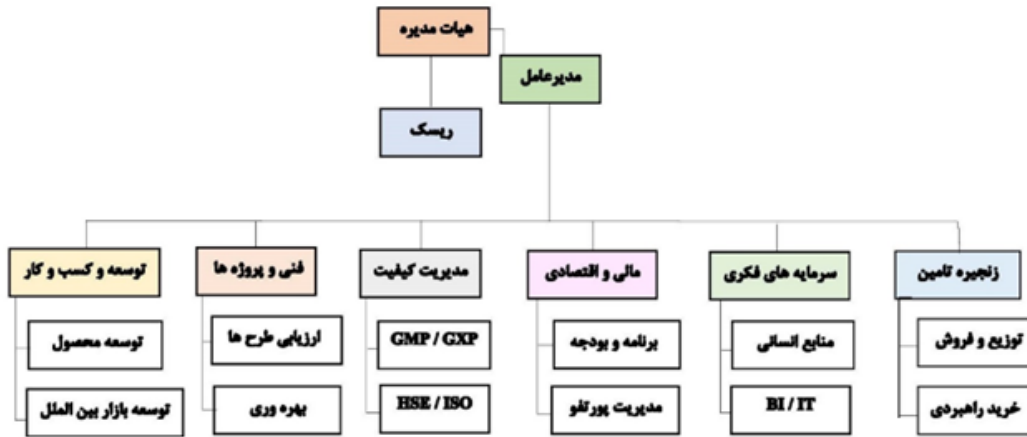 هیات مدیره
مدیرعامل
ریسک
زنجیره تامین
سرمایه های فکری
مالی و اقتصادی
مدیریت کیفیت
فنی و پروژه ها
توسعه و کسب و کار
توزیع و فروش
منابع انسانی
برنامه و بودجه
GMP / GXP
ارزیابی طرح ها
توسعه محصول
خرید راهبردی
BI / IT
مدیریت پورتفو
HSE / ISO
بهره وری
توسعه بازار بین الملل